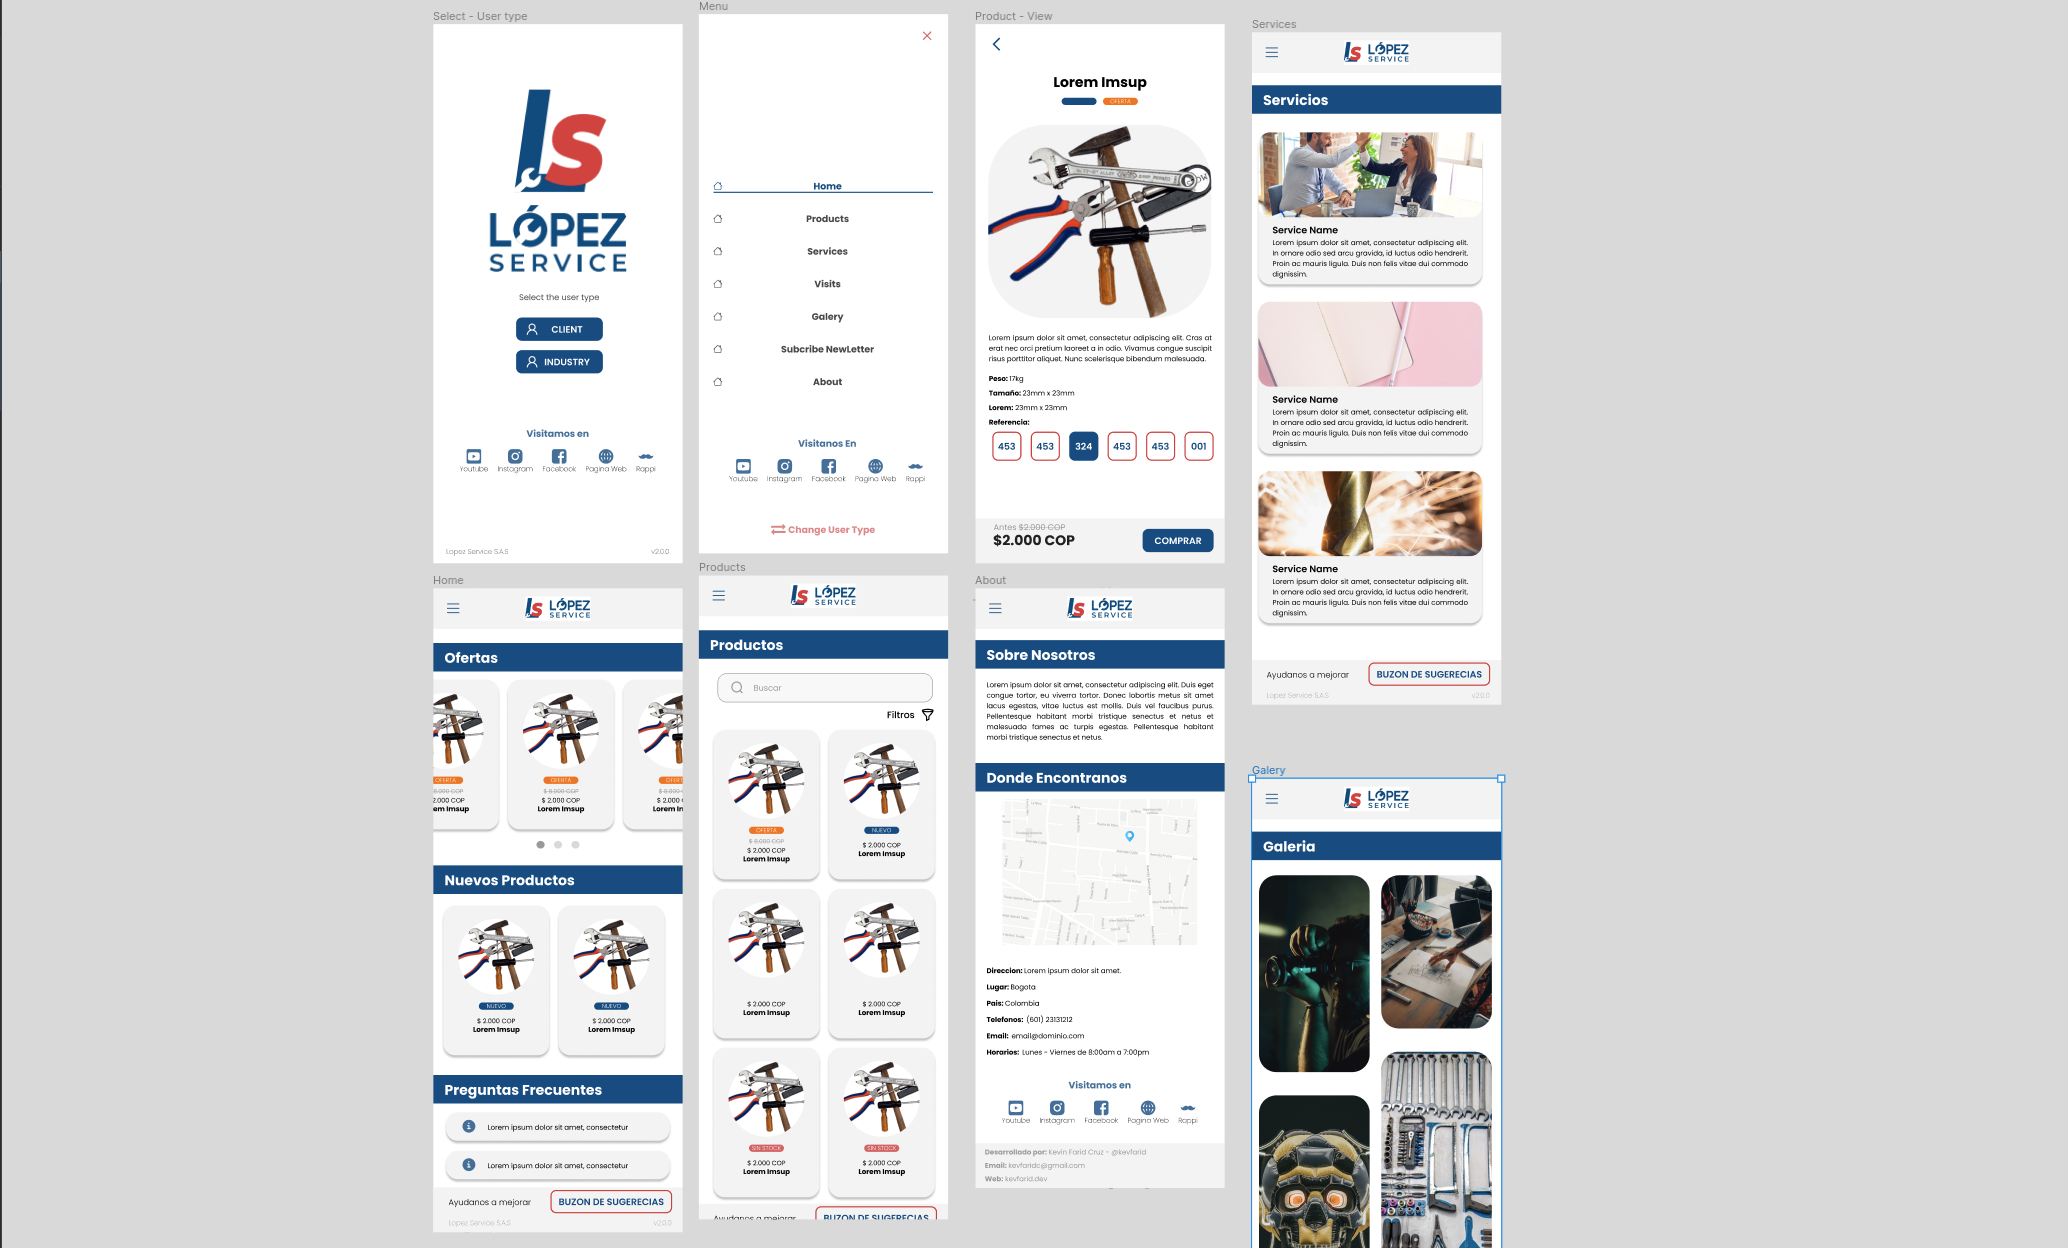 Select - User type
LS
LÓPEZ
SERVICE
Select the user type
CLIENT
INDUSTRY
Visitamos en
Youtube Instagram Facebook Pagina Web Rappi
Lopez Service S.A.S v2.0.0
Menu
Home
Products
Services
Visits
Galery
Subcribe NewLetter
About
Visitanos En
Youtube Instagram Facebook Pagina Web Rappi
Change User Type
Product - View
Lorem Imsup
OFERTA
Lorem ipsum dolor sit amet, consectetur adipiscing elit. Cras at
erat nec orci pretium laoreet a in odio. Vivamus congue suscipit
risus porttitor aliquet. Nunc scelerisque bibendum malesuada.
Peso: 17kg
Tamaño: 23mm x 23mm
Lorem: 23mm x 23mm
Referencia:
453 453 324 453 453 001
Antes $2.000 COP
$2.000 COP
COMPRAR
Services
LS LÓPEZ
SERVICE
Servicios
Service Name
Lorem ipsum dolor sit amet, consectetur adipiscing elit.
In ornare odio sed arcu gravida, id luctus odio hendrerit.
Proin ac mauris ligula. Duis non felis vitae dui commodo
dignissim.
Service Name
Lorem ipsum dolor sit amet, consectetur adipiscing elit.
In ornare odio sed arcu gravida, id luctus odio hendrerit.
Proin ac mauris ligula. Duis non felis vitae dui commodo
dignissim.
Service Name
Lorem ipsum dolor sit amet, consectetur adipiscing elit.
In ornare odio sed arcu gravida, id luctus odio hendrerit.
Proin ac mauris ligula. Duis non felis vitae dui commodo
dignissim.
Ayudanos a mejorar BUZON DE SUGERECIAS
Lopez Service S.A.S v2.0.0
Home
LS LÓPEZ
SERVICE
Ofertas
OFERTA OFERTA OFERT
$ 8.000 COP
2.000 COP $ 2.000 COP $ 2.000
em Imsup Lorem Imsup Lorem In
Nuevos Productos
NUEVO NUEVO
$ 2.000 COP $ 2.000 COP
Lorem Imsup Lorem Imsup
Preguntas Frecuentes
Lorem ipsum dolor sit amet, consectetur
Lorem ipsum dolor sit amet, consectetur
Ayudanos a mejorar BUZON DE SUGERECIAS
Lopez Service S.A.S v2.0.0
Products
LS LÓPEZ
SERVICE
Productos
Buscar
Filtros
OFERTA NUEVO
$ 8.000 COP
$ 2.000 COP $ 2.000 COP
Lorem Imsup Lorem Imsup
$ 2.000 COP $ 2.000 COP
Lorem Imsup Lorem Imsup
SIN STOCK SIN STOCK
$ 2.000 COP $ 2.000 COP
Lorem Imsup Lorem Imsup
Ayudanos a mejorar BUZON DE SUGERECIAS
About
LS LÓPEZ
SERVICE
Sobre Nosotros
Lorem ipsum dolor sit amet, consectetur adipiscing elit. Duis eget
congue tortor, eu viverra tortor. Donec lobortis metus sit amet
lacus egestas, vitae luctus est mollis. Duis vel faucibus purus.
Pellentesque habitant morbi tristique senectus et netus et
malesuada fames ac turpis egestas. Pellentesque habitant
morbi tristique senectus et netus.
Donde Encontranos
Direccion: Lorem ipsum dolor sit amet.
Lugar: Bogota
Pais: Colombia
Telefonos: (601) 23131212
Email: email@dominio.com
Horarios: Lunes - Viernes de 8:00am a 7:00pm
Visitamos en
Youtube Instagram Facebook Pagina Web Rappi
Desarrollado por: Kevin Farid Cruz - @kevfarid
Email: kevfaridc@gmail.com
Web: kevfarid.dev
Galery
LS LÓPEZ
SERVICE
Galeria